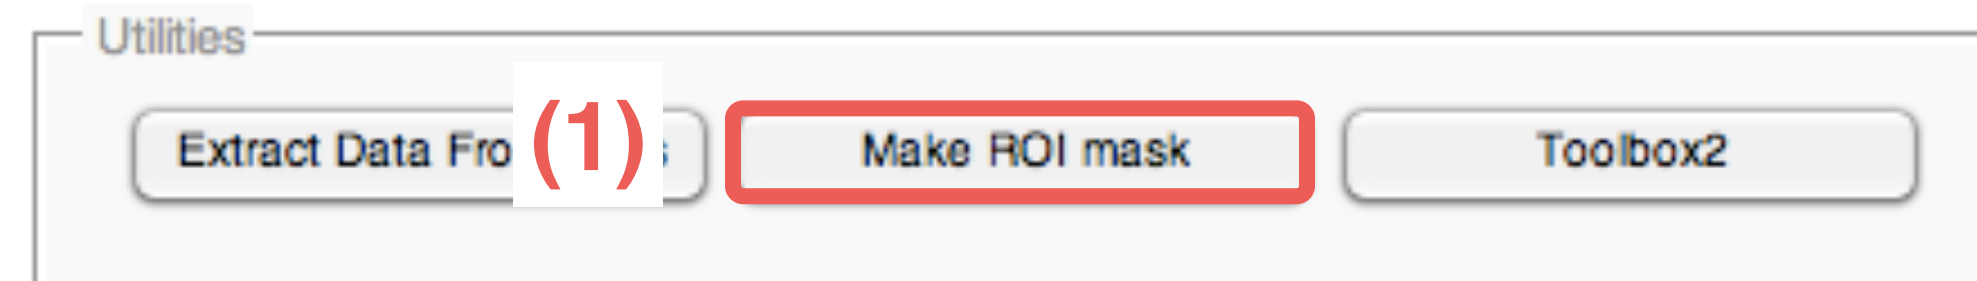 Utilities
Extract Data Fro (1) Make ROI mask Toolbox2